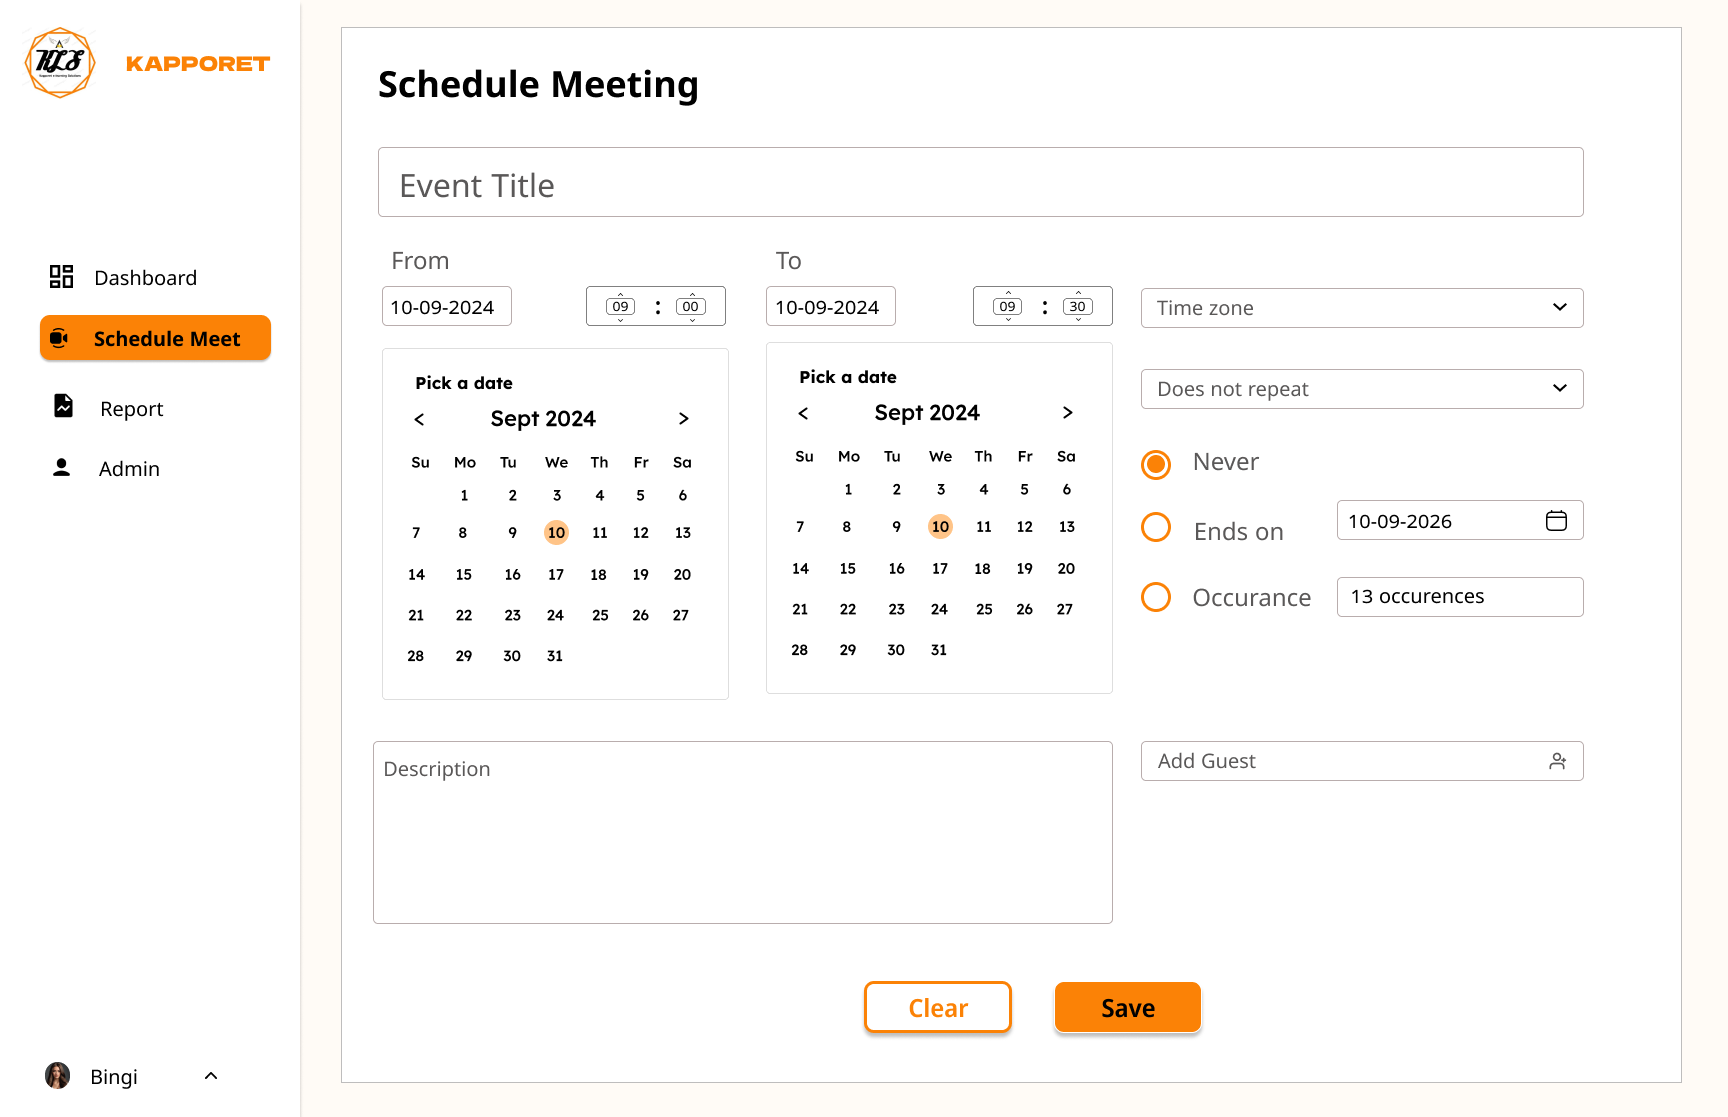 KLS
KAPPORET
Dashboard
Schedule Meet
Report
Admin
Bingi
Schedule Meeting
Event Title
From
10-09-2024
09 : 00
To
10-09-2024
09 : 30
Time zone
Does not repeat
Pick a date
< Sept 2024 >
Su Mo Tu We Th Fr Sa
1 2 3 4 5 6
7 8 9 10 11 12 13
14 15 16 17 18 19 20
21 22 23 24 25 26 27
28 29 30 31
Pick a date
< Sept 2024 >
Su Mo Tu We Th Fr Sa
1 2 3 4 5 6
7 8 9 10 11 12 13
14 15 16 17 18 19 20
21 22 23 24 25 26 27
28 29 30 31
Never
Ends on
10-09-2026
Occurance
13 occurences
Description
Add Guest
Clear
Save